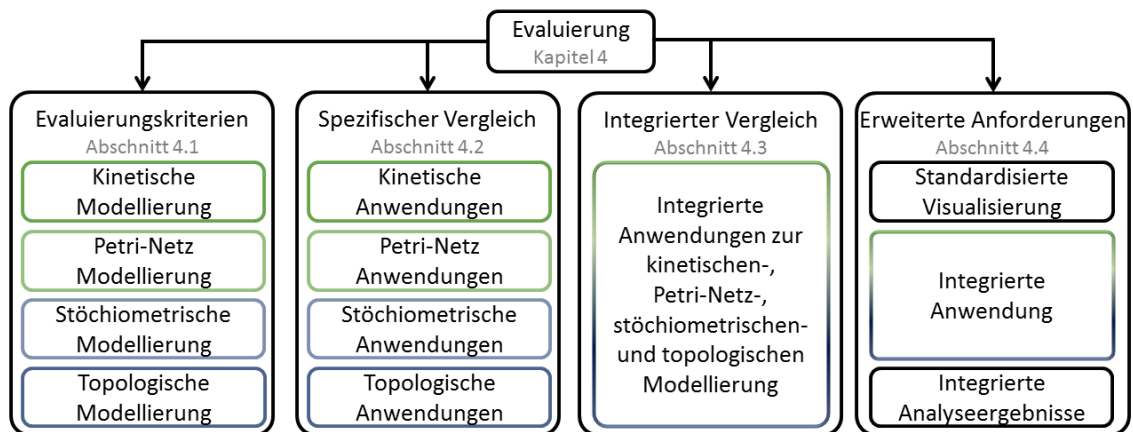 Evaluierung
Kapitel 4
Evaluierungskriterien
Abschnitt 4.1
Kinetische
Modellierung
Petri-Netz
Modellierung
Stöchiometrische
Modellierung
Topologische
Modellierung
Spezifischer Vergleich
Abschnitt 4.2
Kinetische
Anwendungen
Petri-Netz
Anwendungen
Stöchiometrische
Anwendungen
Topologische
Anwendungen
Integrierter Vergleich
Abschnitt 4.3
Integrierte
Anwendungen zur
kinetischen-,
Petri-Netz-,
stöchiometrischen-
und topologischen
Modellierung
Erweiterte Anforderungen
Abschnitt 4.4
Standardisierte
Visualisierung
Integrierte
Anwendung
Integrierte
Analyseergebnisse